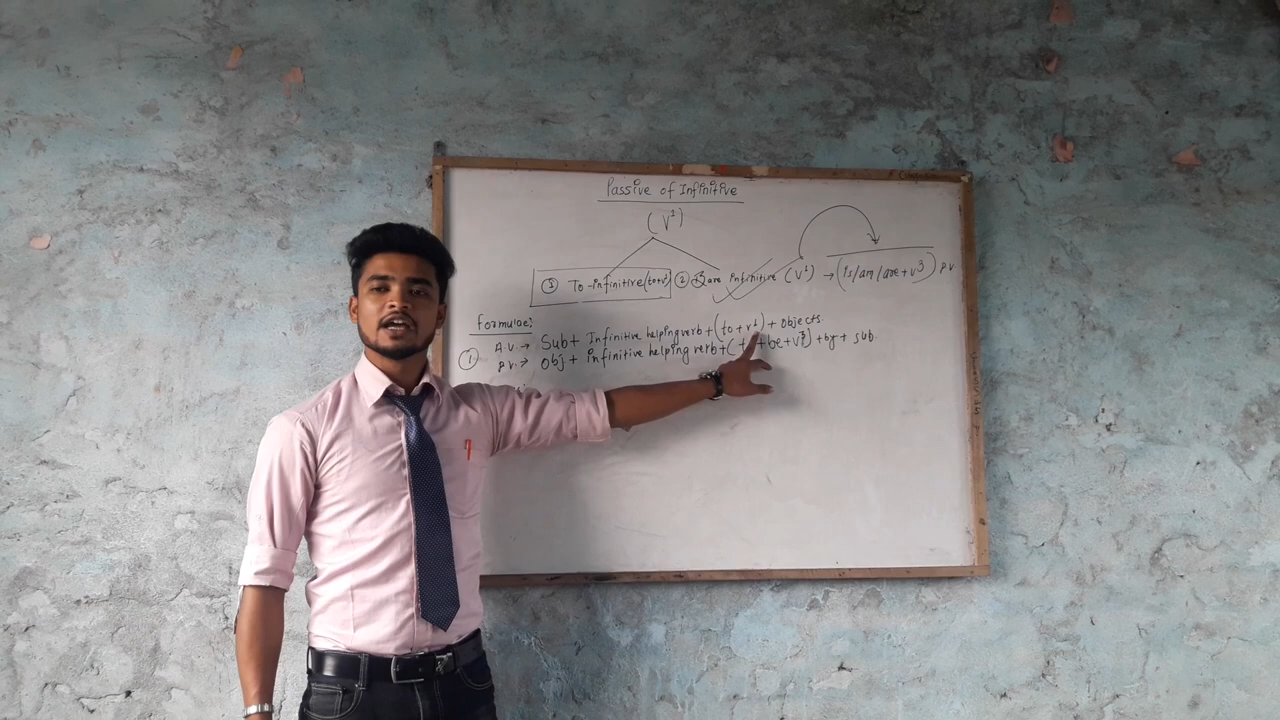 Passive of Infinitive
(V¹)
① To-infinitive (to+v¹) ② Bare Infinitive (V¹) → (Is/am/are + V³) P.V
Formulae:
① A.V. → Sub + Infinitive helping verb + (to + v¹) + Objects.
P.V. → Obj + infinitive helping verb + ( be + V³) + by + sub.